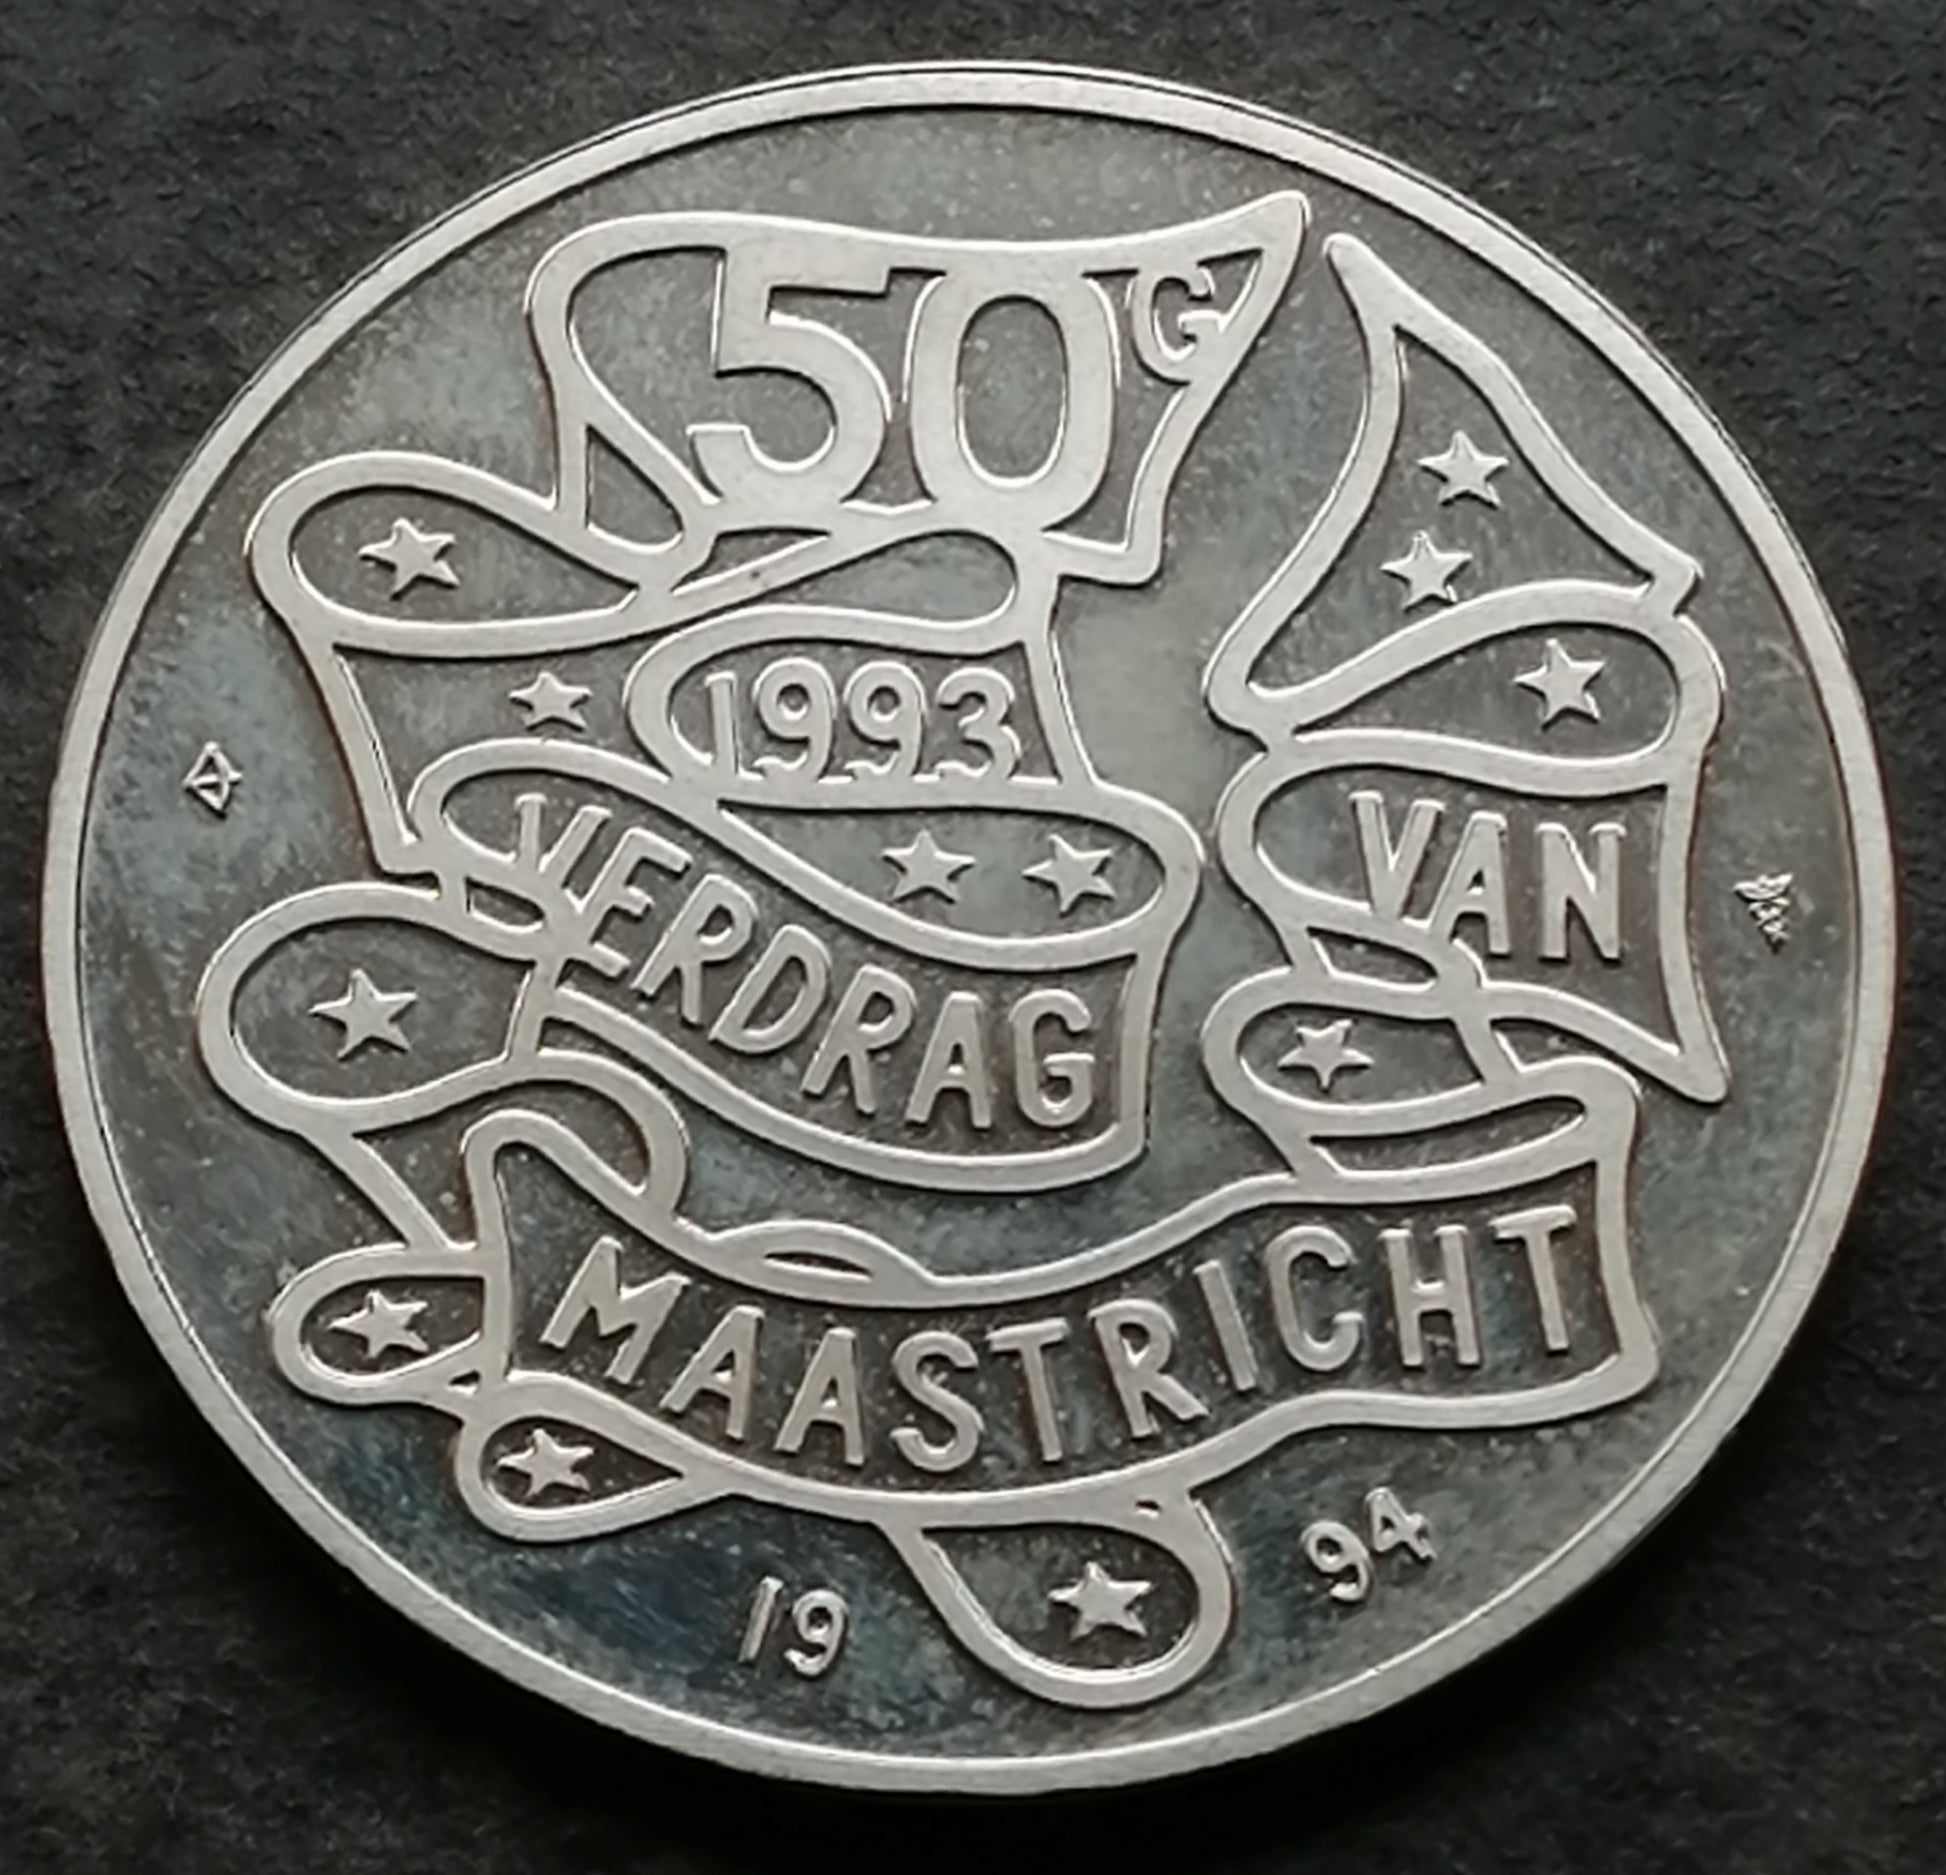 50G
1993
VERDRAG VAN
MAASTRICHT
19 94